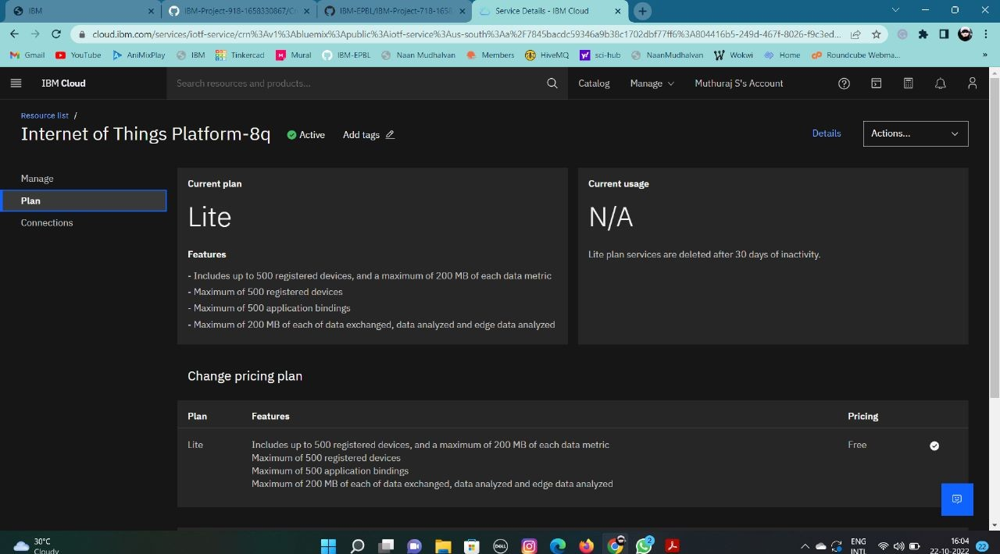 IBM
IBM-Project-918-1658330867/Cr
IBM-EPBL/IBM-Project-718-1658
Service Details - IBM Cloud
cloud.ibm.com/services/iotf-service/crn%3Av1%3Abluemix%3Apublic%3Aiotf-service%3Aus-south%3Aa%2F7845bacdc59346a9b38c1702dbf77ff6%3A804416b5-249d-467f-8026-f9c3ed...
Gmail
YouTube
AniMixPlay
IBM
Tinkercad
Mural
IBM-EPBL
Naan Mudhalvan
Members
HiveMQ
sci-hub
NaanMudhalvan
Wokwi
Home
Roundcube Webma...
»
IBM Cloud
Search resources and products...
Catalog
Manage
Muthuraj S's Account
Resource list /
Internet of Things Platform-8q
Active
Add tags
Details
Actions...
Manage
Plan
Connections
Current plan
Lite
Features
- Includes up to 500 registered devices, and a maximum of 200 MB of each data metric
- Maximum of 500 registered devices
- Maximum of 500 application bindings
- Maximum of 200 MB of each of data exchanged, data analyzed and edge data analyzed
Current usage
N/A
Lite plan services are deleted after 30 days of inactivity.
Change pricing plan
Plan
Features
Pricing
Lite
Includes up to 500 registered devices, and a maximum of 200 MB of each data metric
Maximum of 500 registered devices
Maximum of 500 application bindings
Maximum of 200 MB of each of data exchanged, data analyzed and edge data analyzed
Free
30°C
Cloudy
DELL
2
ENG
INTL
16:04
22-10-2022
22